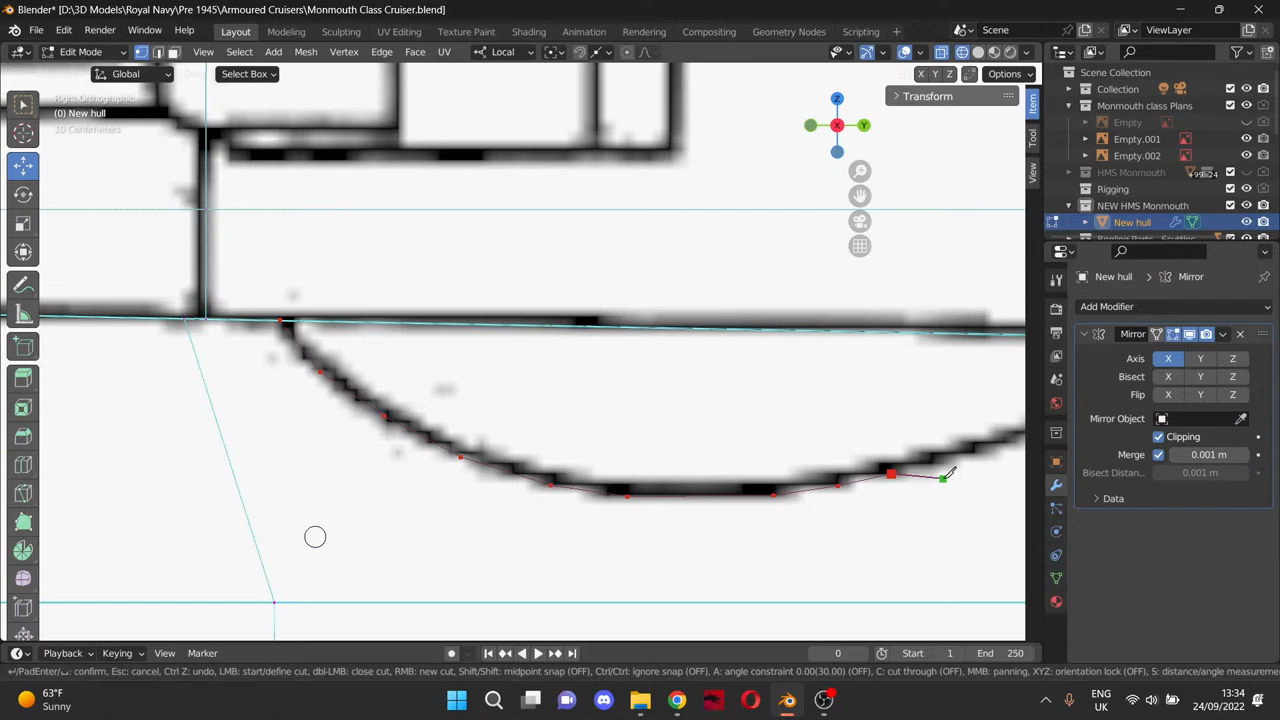 Blender* [D:\3D Models\Royal Navy\Pre 1945\Armoured Cruisers\Monmouth Class Cruiser.blend]
File Edit Render Window Help Layout Modeling Sculpting UV Editing Texture Paint Shading Animation Rendering Compositing Geometry Nodes Scripting Scene ViewLayer
Edit Mode View Select Add Mesh Vertex Edge Face UV Local
Global Select Box X Y Z Options
Right Orthographic
(0) New hull
10 Centimeters
Transform
Item
Tool
View
Z
X
Y
Scene Collection
Collection
Monmouth class Plans
Empty
Empty.001
Empty.002
HMS Monmouth +99 24
Rigging
NEW HMS Monmouth
New hull
New hull Mirror
Add Modifier
Mirror
Axis X Y Z
Bisect X Y Z
Flip X Y Z
Mirror Object
Clipping
Merge 0.001 m
Bisect Distan... 0.001 m
Data
Playback Keying View Marker 0 Start 1 End 250
/PadEnter/: confirm, Esc: cancel, Ctrl Z: undo, LMB: start/define cut, dbl-LMB: close cut, RMB: new cut, Shift/Shift: midpoint snap (OFF), Ctrl: ignore snap (OFF), A: angle constraint 0.00(30.00) (OFF), C: cut through (OFF), MMB: panning, XYZ: orientation lock (OFF), S: distance/angle measurem
63°F
Sunny
ENG
UK
13:34
24/09/2022